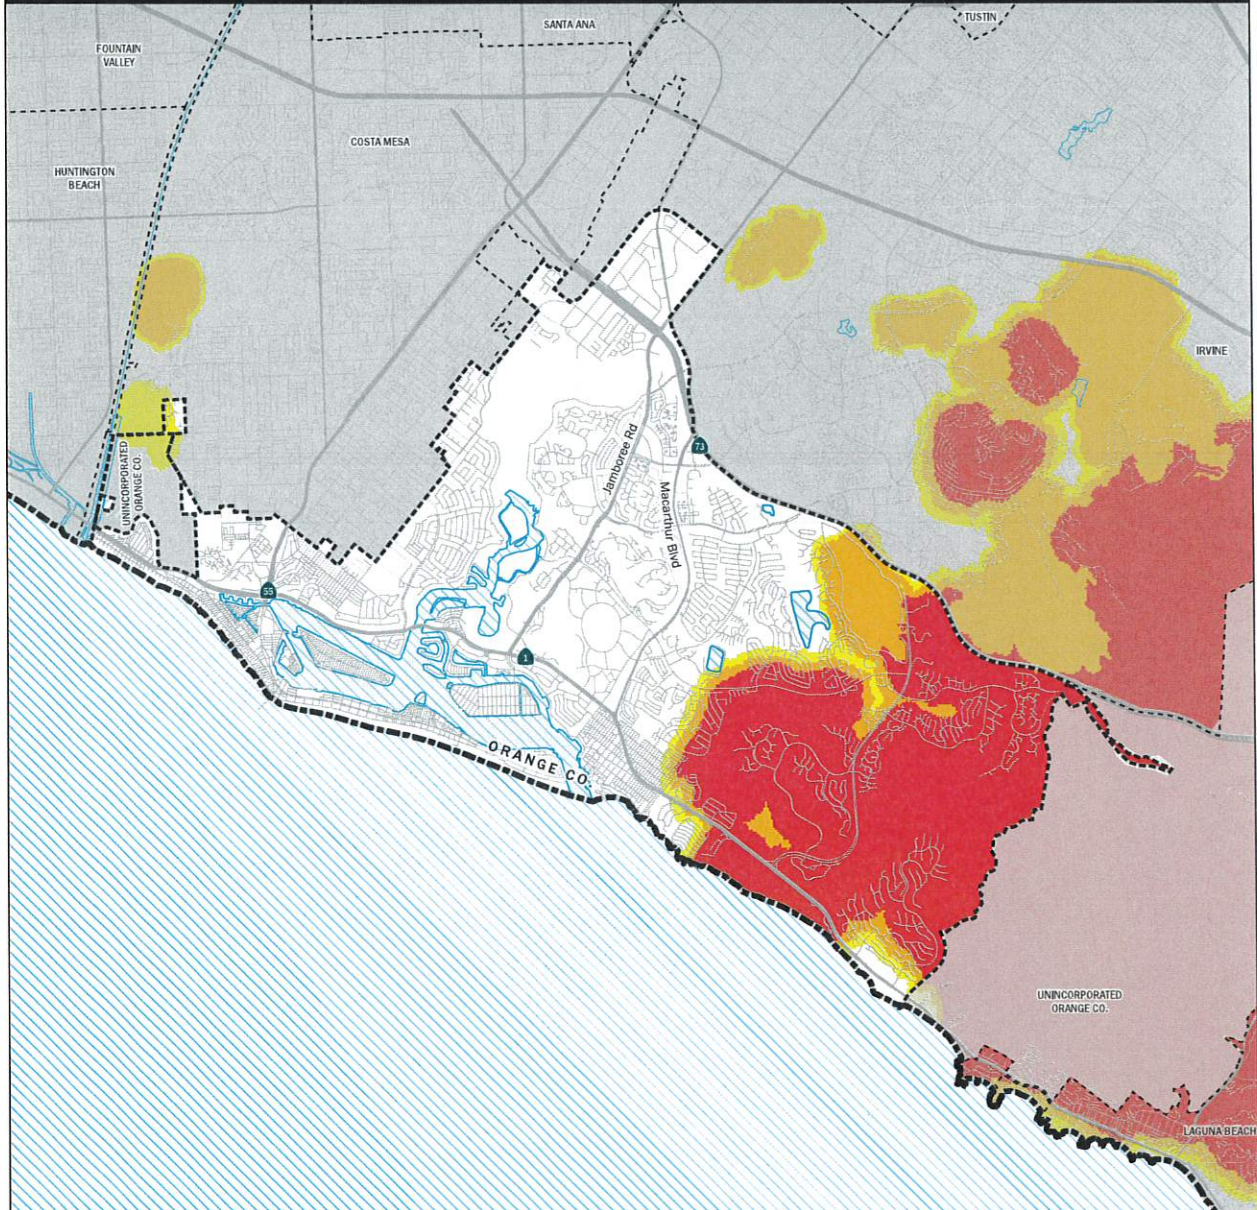 SANTA ANA
TUSTIN
FOUNTAIN
VALLEY
COSTA MESA
HUNTINGTON
BEACH
IRVINE
UNINCORPORATED
ORANGE CO.
Jamboree Rd
73
Macarthur Blvd
55
1
ORANGE CO.
UNINCORPORATED
ORANGE CO.
LAGUNA BEACH